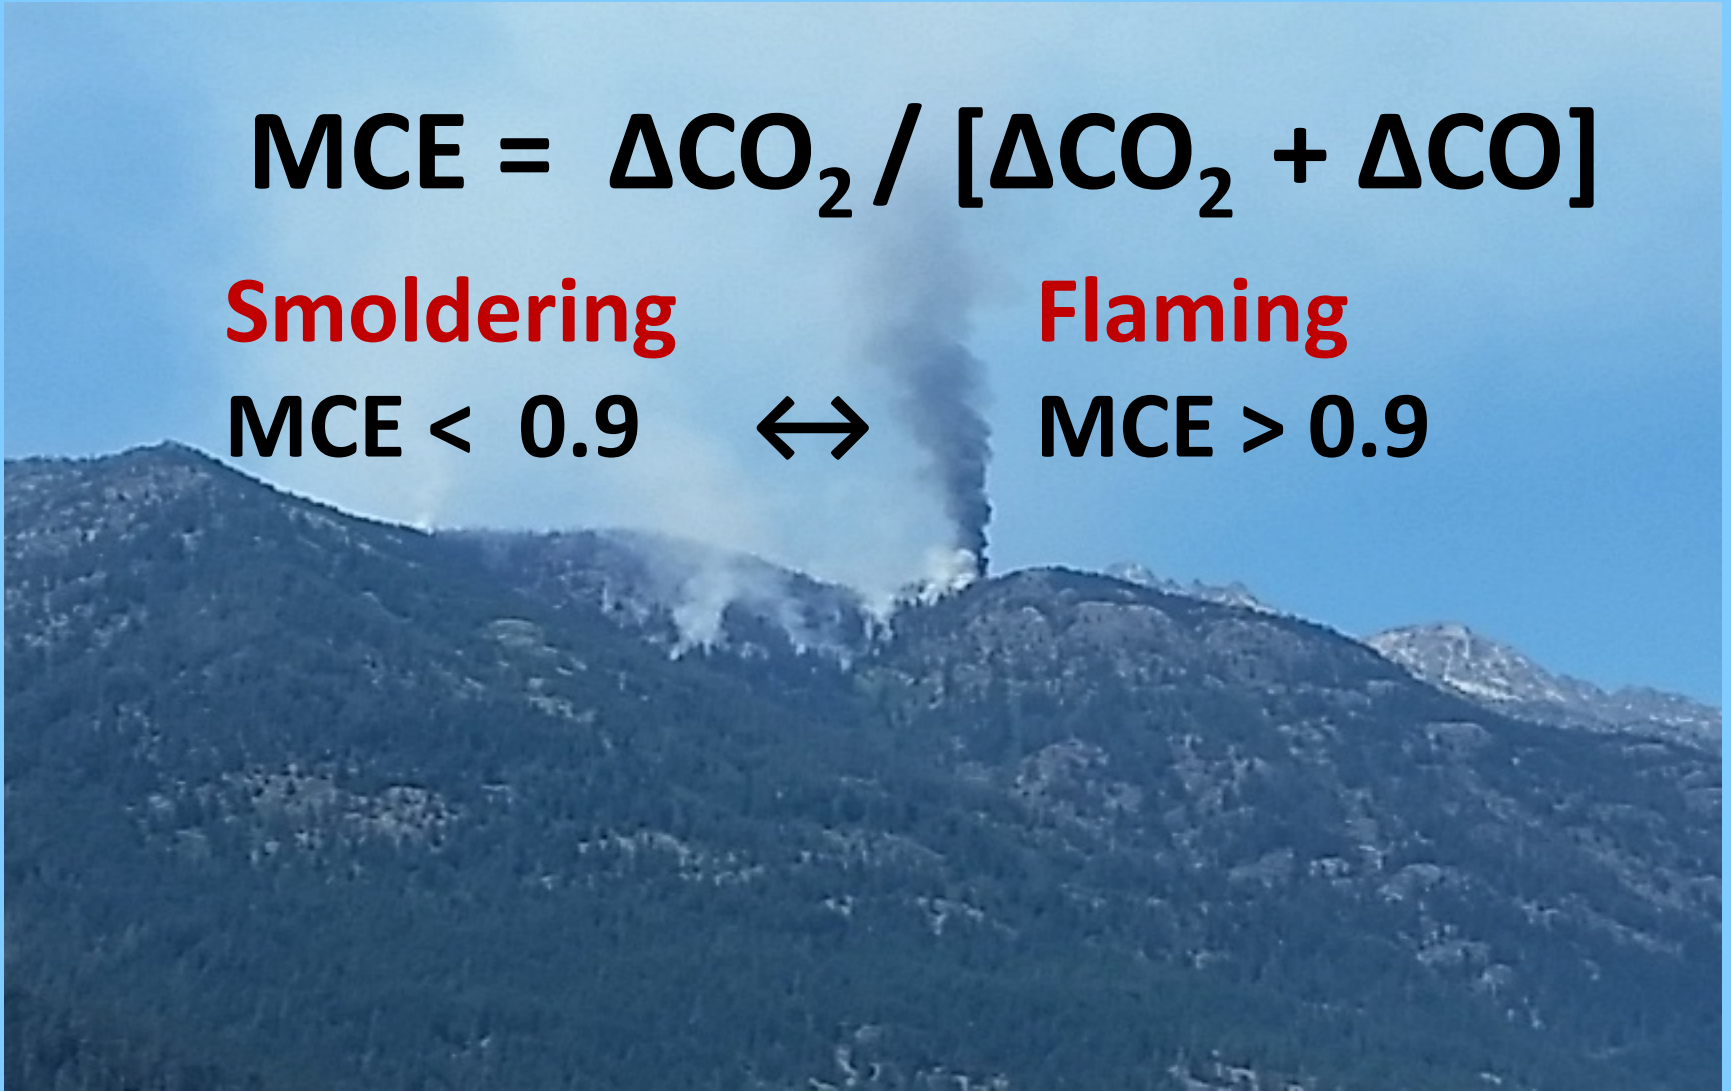 MCE = ΔCO₂ / [ΔCO₂ + ΔCO]
Smoldering Flaming
MCE < 0.9 ↔ MCE > 0.9